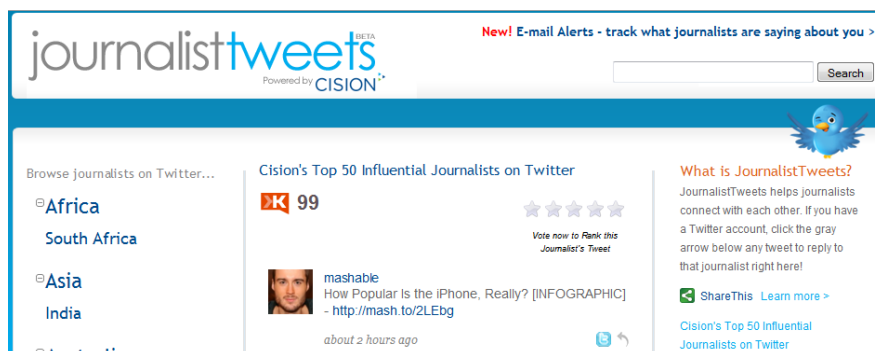 New! E-mail Alerts - track what journalists are saying about you >
journalisttweets BETA
Powered by CISION
Search
Browse journalists on Twitter...
Africa
South Africa
Asia
India
Cision's Top 50 Influential Journalists on Twitter
K 99
Vote now to Rank this
Journalist's Tweet
mashable
How Popular Is the iPhone, Really? [INFOGRAPHIC]
- http://mash.to/2LEbg
about 2 hours ago
What is JournalistTweets?
JournalistTweets helps journalists
connect with each other. If you have
a Twitter account, click the gray
arrow below any tweet to reply to
that journalist right here!
ShareThis Learn more >
Cision's Top 50 Influential
Journalists on Twitter